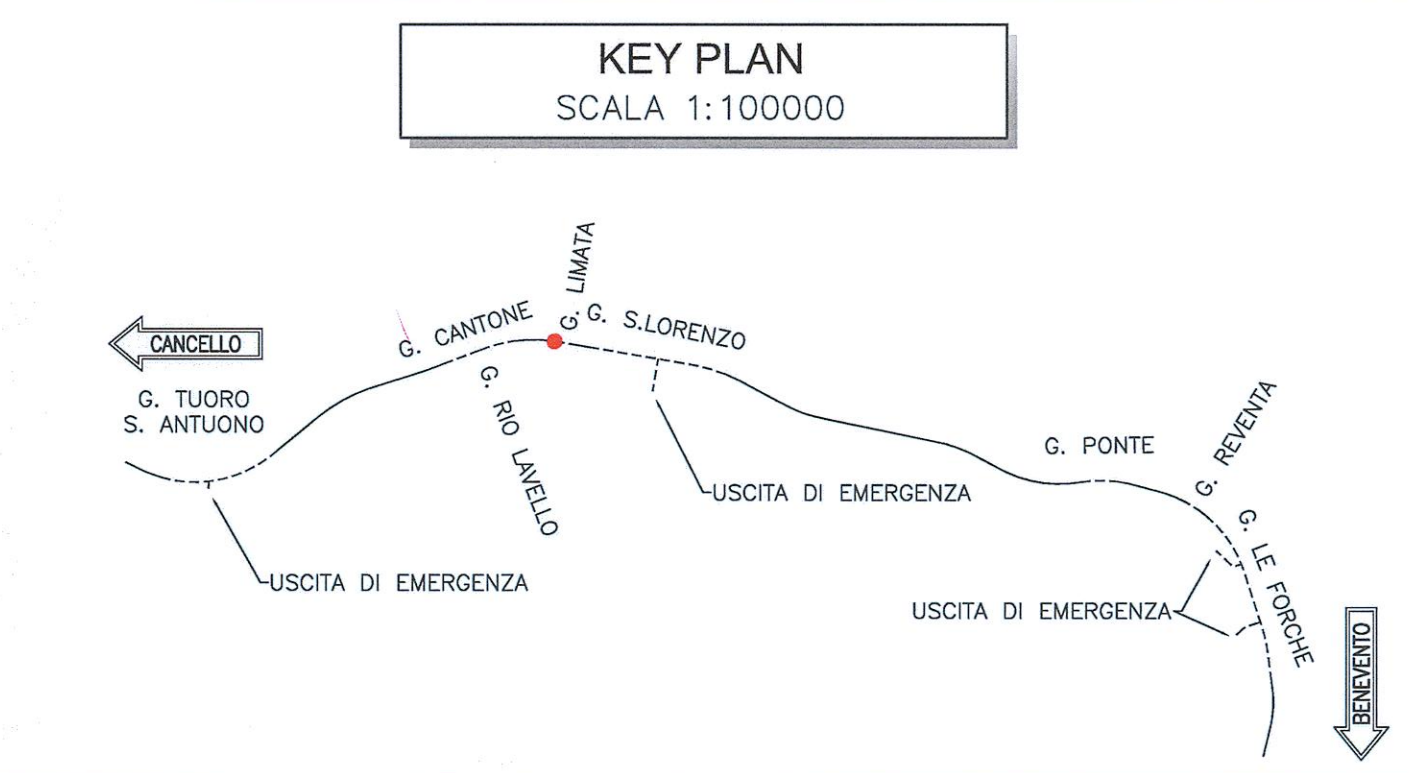 KEY PLAN
SCALA 1:100000
G. LIMATA
G. CANTONE
G. S.LORENZO
CANCELLO
G. TUORO
S. ANTUONO
G. RIO LAVELLO
G. PONTE
G. REVENTA
USCITA DI EMERGENZA
G. LE FORCHE
USCITA DI EMERGENZA
USCITA DI EMERGENZA
BENEVENTO